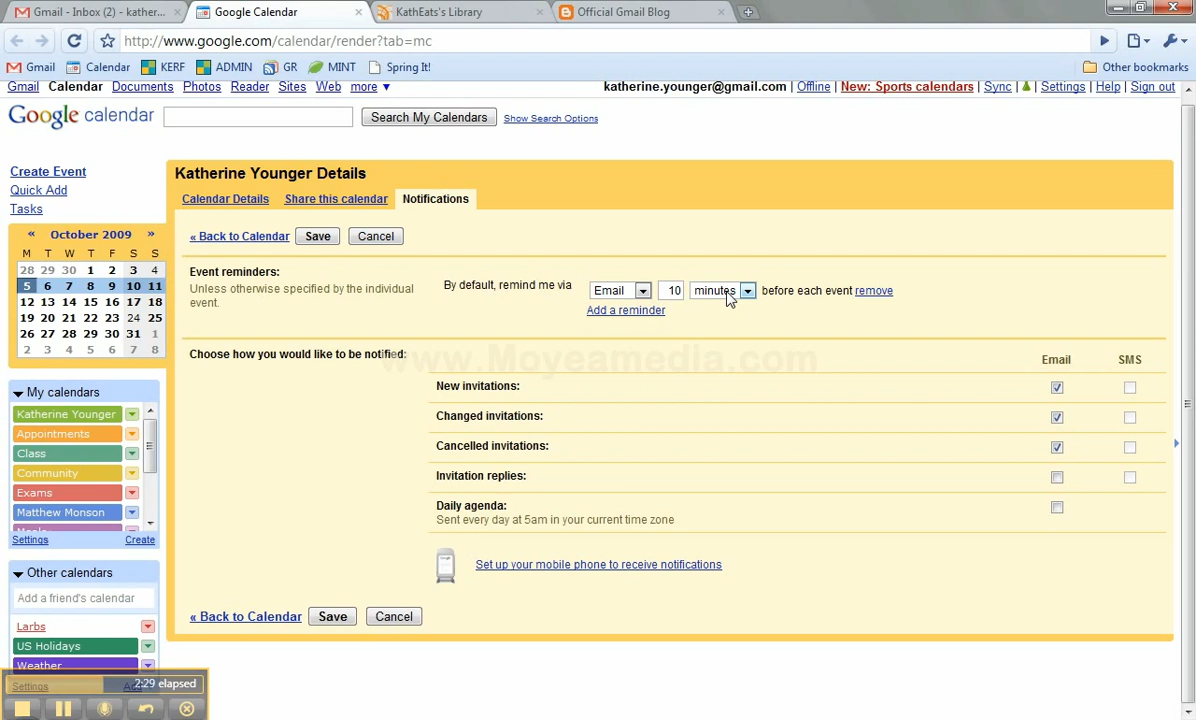 Gmail - Inbox (2) - kather...
Google Calendar
KathEats's Library
Official Gmail Blog
http://www.google.com/calendar/render?tab=mc
Gmail Calendar KERF ADMIN GR MINT Spring It! Other bookmarks
Gmail Calendar Documents Photos Reader Sites Web more ▼
katherine.younger@gmail.com | Offline | New: Sports calendars | Sync | Settings | Help | Sign out
Google calendar
Search My Calendars
Show Search Options
Create Event
Quick Add
Tasks
« October 2009 »
M T W T F S S
28 29 30 1 2 3 4
5 6 7 8 9 10 11
12 13 14 15 16 17 18
19 20 21 22 23 24 25
26 27 28 29 30 31 1
2 3 4 5 6 7 8
My calendars
Katherine Younger
Appointments
Class
Community
Exams
Matthew Monson
Settings Create
Other calendars
Add a friend's calendar
Larbs
US Holidays
Weather
Settings
2:29 elapsed
Katherine Younger Details
Calendar Details Share this calendar Notifications
« Back to Calendar Save Cancel
Event reminders:
Unless otherwise specified by the individual
event.
By default, remind me via Email 10 minutes before each event remove
Add a reminder
Choose how you would like to be notified:
www.Moyeamedia.com
Email SMS
New invitations:
Changed invitations:
Cancelled invitations:
Invitation replies:
Daily agenda:
Sent every day at 5am in your current time zone
Set up your mobile phone to receive notifications
« Back to Calendar Save Cancel